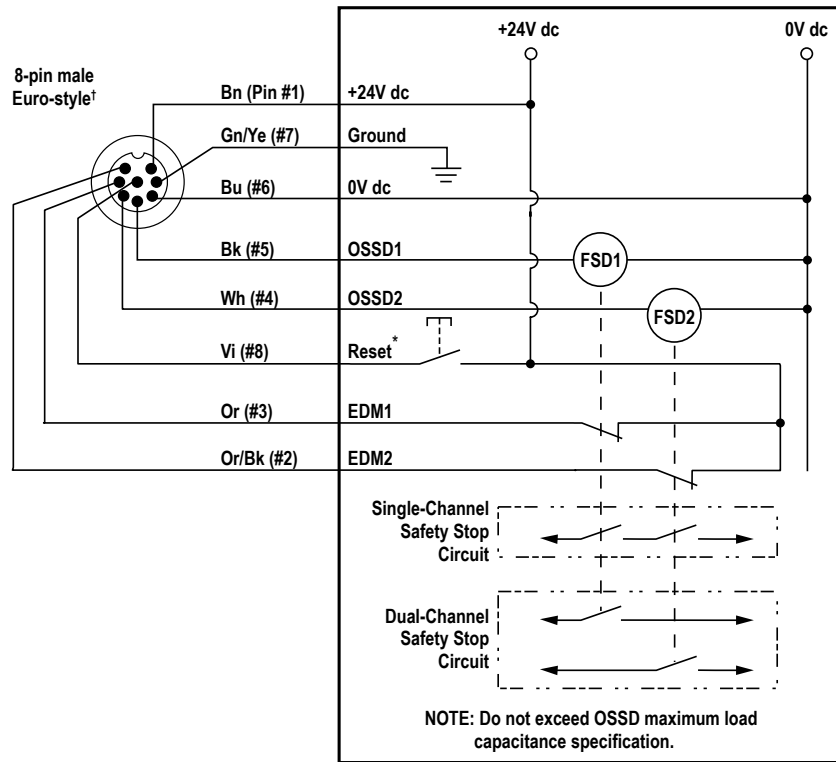 +24V dc
0V dc
8-pin male
Euro-style†
Bn (Pin #1)
+24V dc
Gn/Ye (#7)
Ground
Bu (#6)
0V dc
Bk (#5)
OSSD1
FSD1
Wh (#4)
OSSD2
FSD2
Vi (#8)
Reset*
Or (#3)
EDM1
Or/Bk (#2)
EDM2
Single-Channel
Safety Stop
Circuit
Dual-Channel
Safety Stop
Circuit
NOTE: Do not exceed OSSD maximum load
capacitance specification.